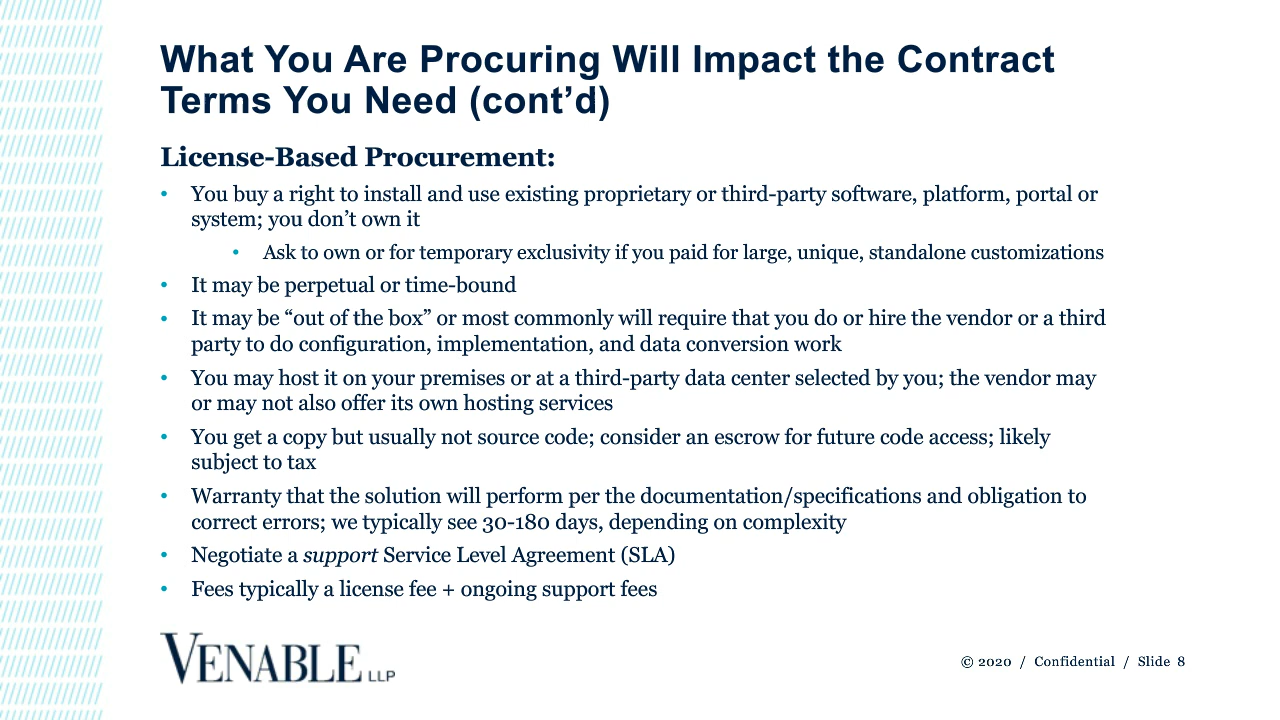 What You Are Procuring Will Impact the Contract
Terms You Need (cont’d)
License-Based Procurement:
• You buy a right to install and use existing proprietary or third-party software, platform, portal or
system; you don’t own it
• Ask to own or for temporary exclusivity if you paid for large, unique, standalone customizations
• It may be perpetual or time-bound
• It may be “out of the box” or most commonly will require that you do or hire the vendor or a third
party to do configuration, implementation, and data conversion work
• You may host it on your premises or at a third-party data center selected by you; the vendor may
or may not also offer its own hosting services
• You get a copy but usually not source code; consider an escrow for future code access; likely
subject to tax
• Warranty that the solution will perform per the documentation/specifications and obligation to
correct errors; we typically see 30-180 days, depending on complexity
• Negotiate a support Service Level Agreement (SLA)
• Fees typically a license fee + ongoing support fees
VENABLE LLP
© 2020 / Confidential / Slide 8